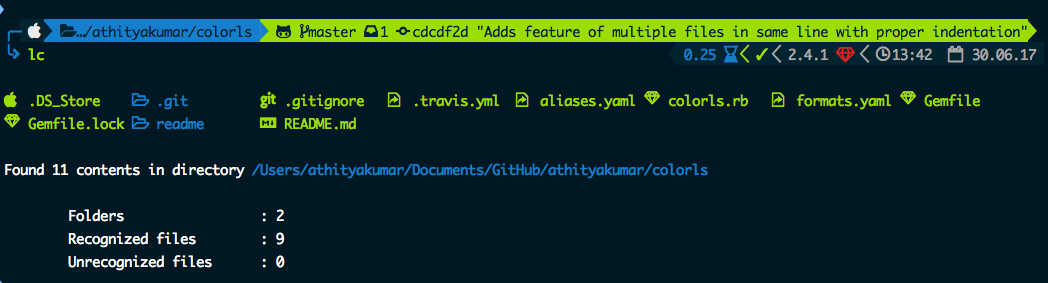 …/athityakumar/colorls master 1 cdcdf2d "Adds feature of multiple files in same line with proper indentation"
lc 0.25 ✓ 2.4.1 13:42 30.06.17
.DS_Store .git git .gitignore .travis.yml aliases.yaml colorls.rb formats.yaml Gemfile
Gemfile.lock readme M↓ README.md
Found 11 contents in directory /Users/athityakumar/Documents/GitHub/athityakumar/colorls
Folders : 2
Recognized files : 9
Unrecognized files : 0